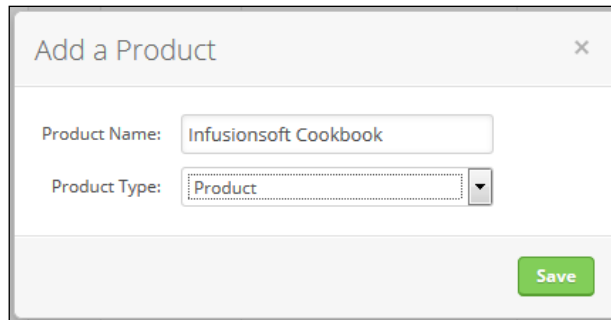 Add a Product ×
Product Name: Infusionsoft Cookbook
Product Type: Product
Save